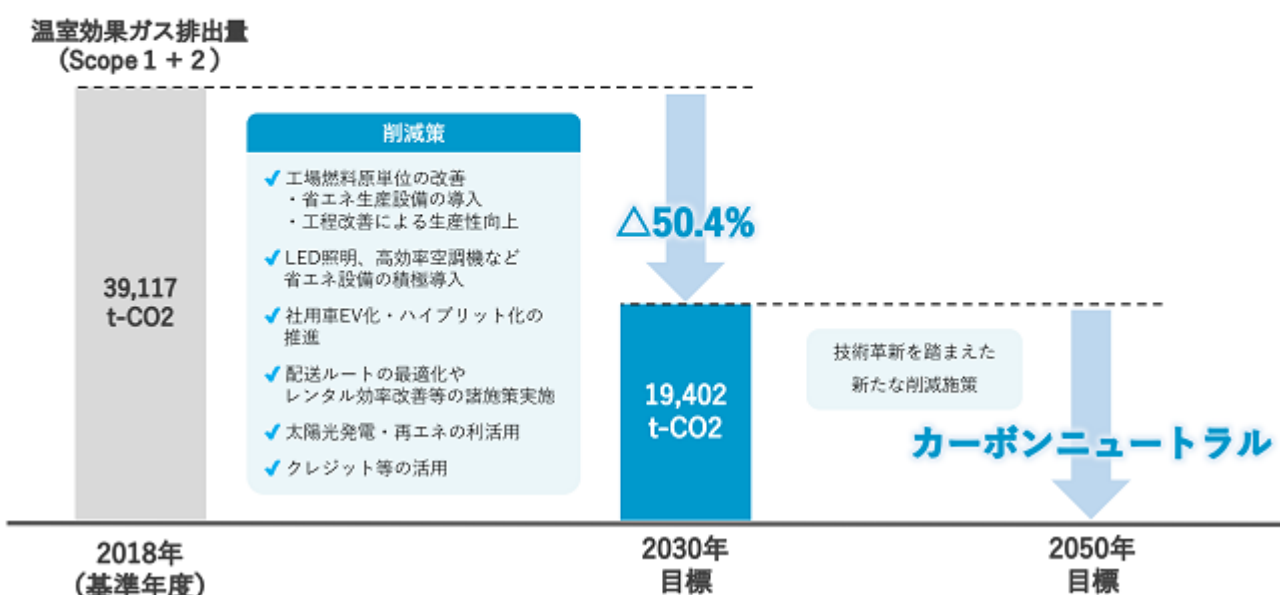 温室効果ガス排出量
（Scope 1 + 2）
39,117
t-CO2
2018年
（基準年度）
削減策
工場燃料原単位の改善
・省エネ生産設備の導入
・工程改善による生産性向上
LED照明、高効率空調機など
省エネ設備の積極導入
社用車EV化・ハイブリット化の
推進
配送ルートの最適化や
レンタル効率改善等の諸施策実施
太陽光発電・再エネの利活用
クレジット等の活用
△50.4%
19,402
t-CO2
2030年
目標
技術革新を踏まえた
新たな削減施策
カーボンニュートラル
2050年
目標